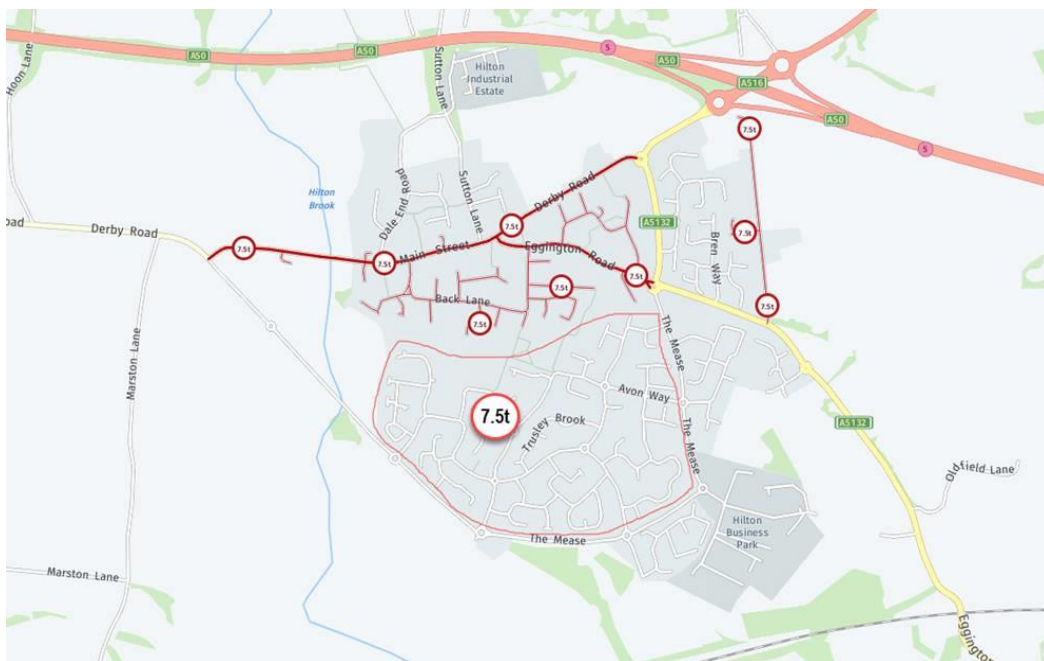 Hoon Lane
A50
Sutton Lane
Hilton
Industrial
Estate
5
A50
A516
A50
5
7.5t
Hilton
Brook
Dale End Road
Sutton Lane
Derby Road
A5132
Bren Way
7.5t
7.5t
oad
Derby Road
7.5t
7.5t
Main Street
Eggington Road
7.5t
7.5t
7.5t
Back Lane
7.5t
The Mease
Marston Lane
7.5t
Avon Way
Trusley Brook
The Mease
A5132
Oldfield Lane
Hilton
Business
Park
The Mease
Marston Lane
Eggington